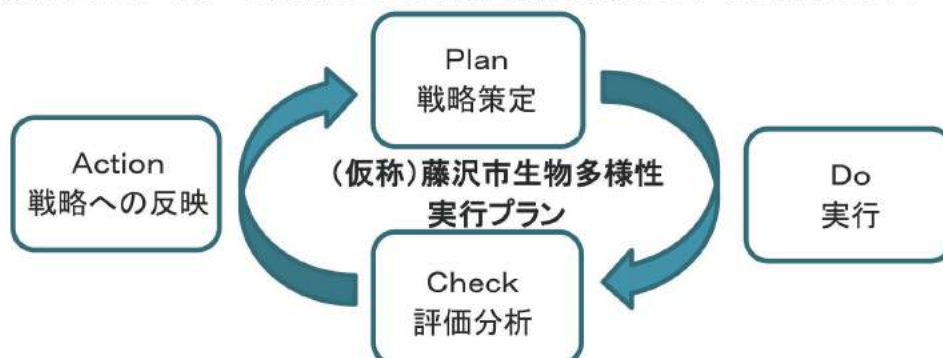 Plan
戦略策定
Action
戦略への反映
(仮称)藤沢市生物多様性
実行プラン
Do
実行
Check
評価分析